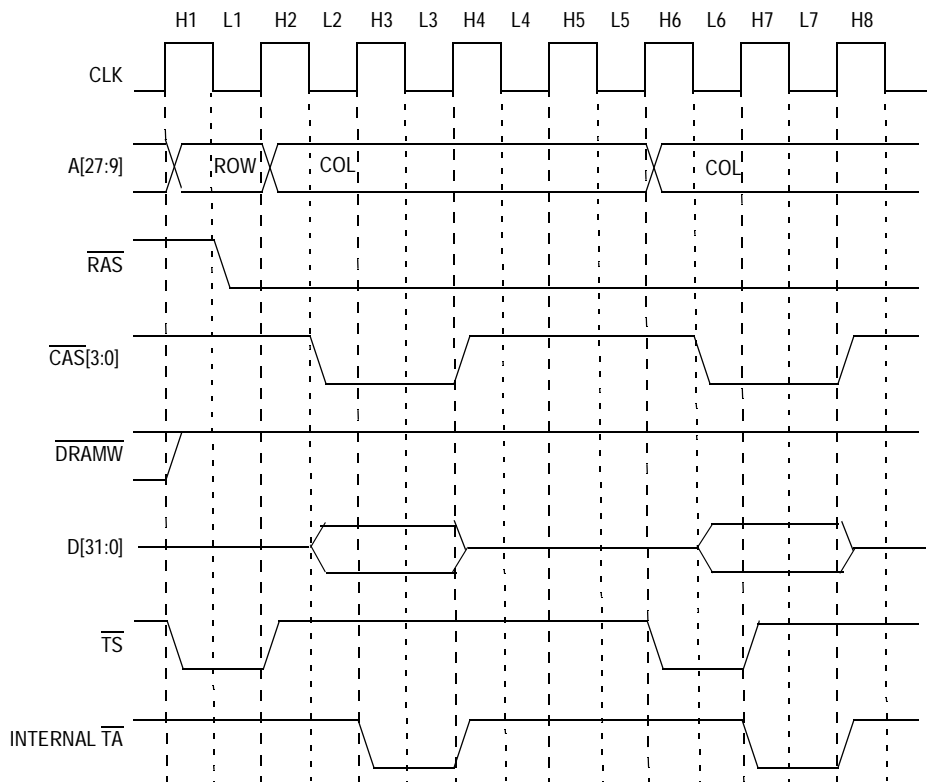 H1 L1 H2 L2 H3 L3 H4 L4 H5 L5 H6 L6 H7 L7 H8
CLK
A[27:9] ROW COL COL
RAS
CAS[3:0]
DRAMW
D[31:0]
TS
INTERNAL TA